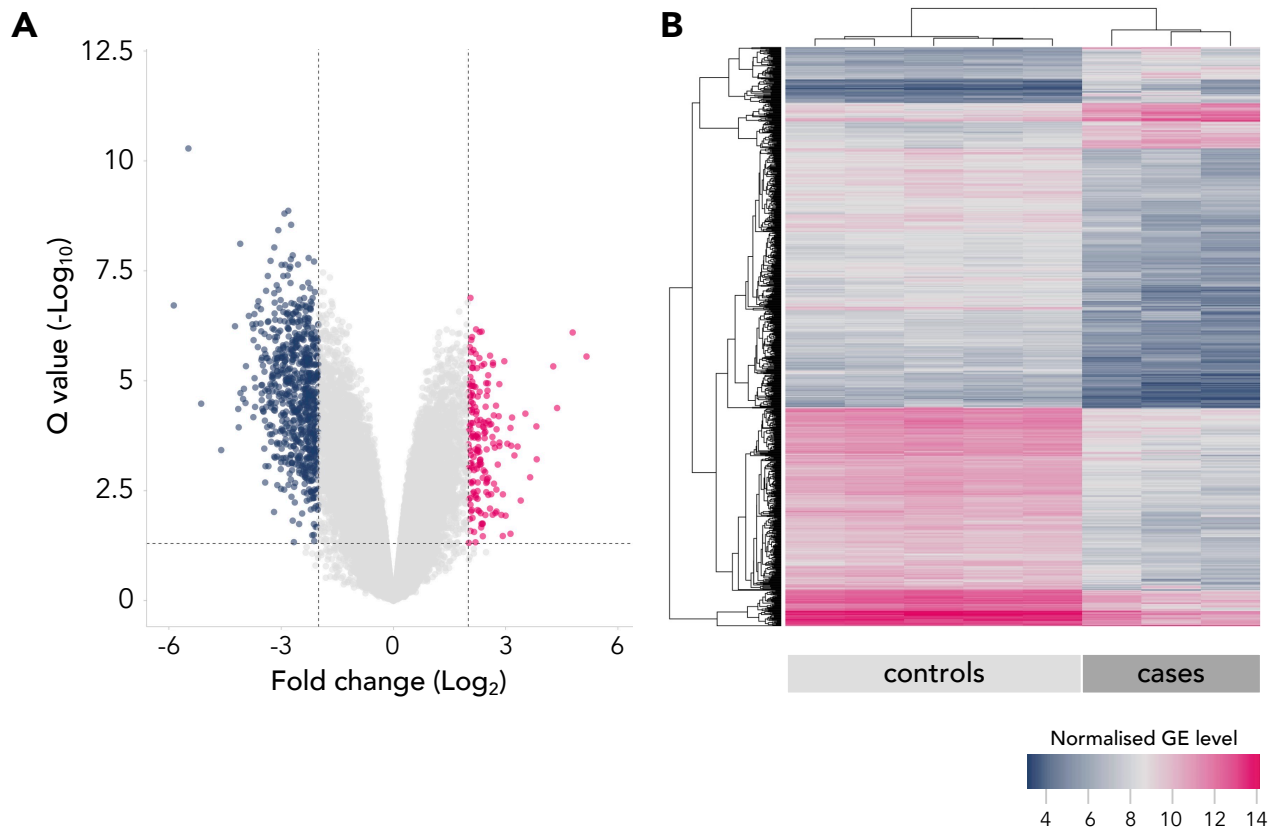 A
12.5
10
7.5
5
2.5
0
Q value (-Log₁₀)
-6 -3 0 3 6
Fold change (Log₂)
B
controls cases
Normalised GE level
4 6 8 10 12 14